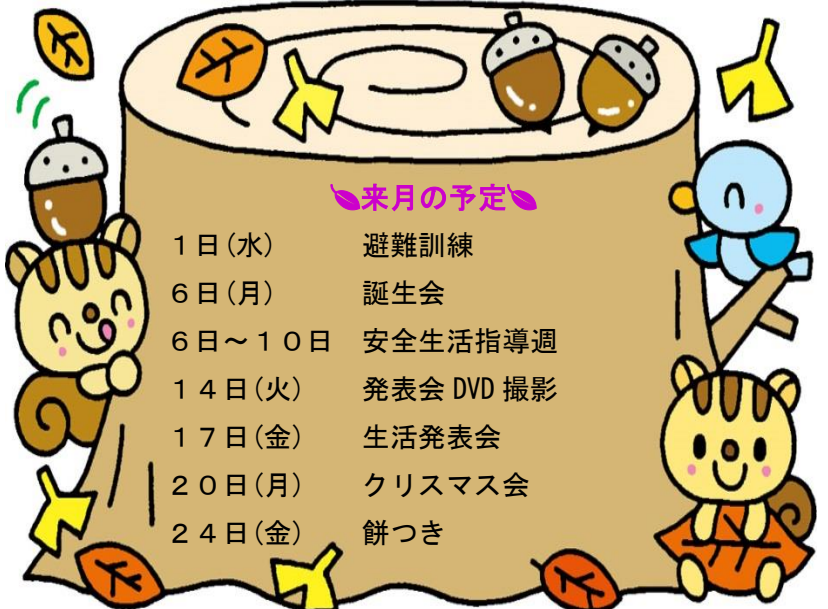 来月の予定
１日(水)　避難訓練
６日(月)　誕生会
６日～１０日　安全生活指導週
１４日(火)　発表会 DVD 撮影
１７日(金)　生活発表会
２０日(月)　クリスマス会
２４日(金)　餅つき